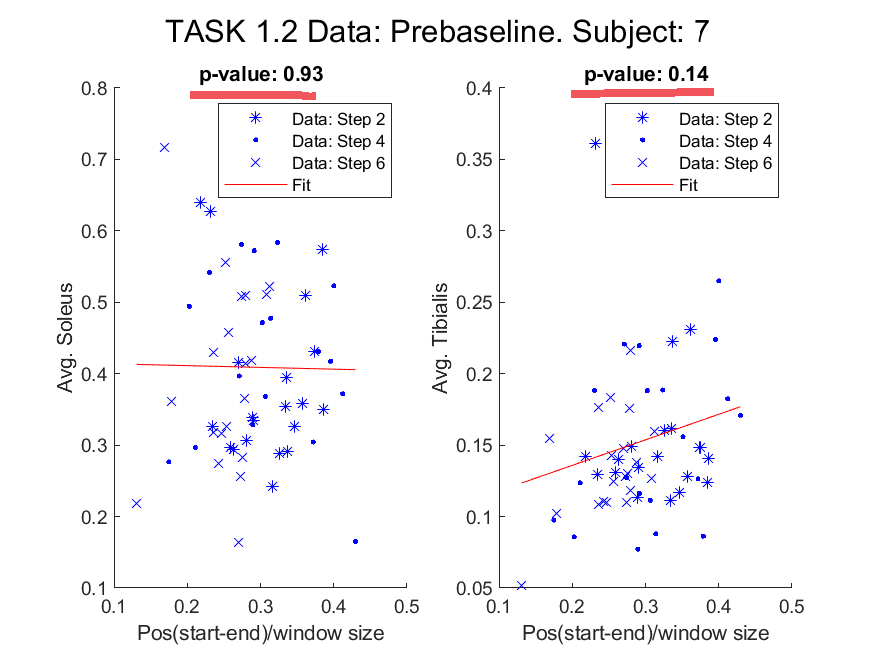 TASK 1.2 Data: Prebaseline. Subject: 7
p-value: 0.93
0.8
0.7
0.6
0.5
0.4
0.3
0.2
0.1
Avg. Soleus
Data: Step 2
Data: Step 4
Data: Step 6
Fit
0.1 0.2 0.3 0.4 0.5
Pos(start-end)/window size
p-value: 0.14
0.4
0.35
0.3
0.25
0.2
0.15
0.1
0.05
Avg. Tibialis
Data: Step 2
Data: Step 4
Data: Step 6
Fit
0.1 0.2 0.3 0.4 0.5
Pos(start-end)/window size